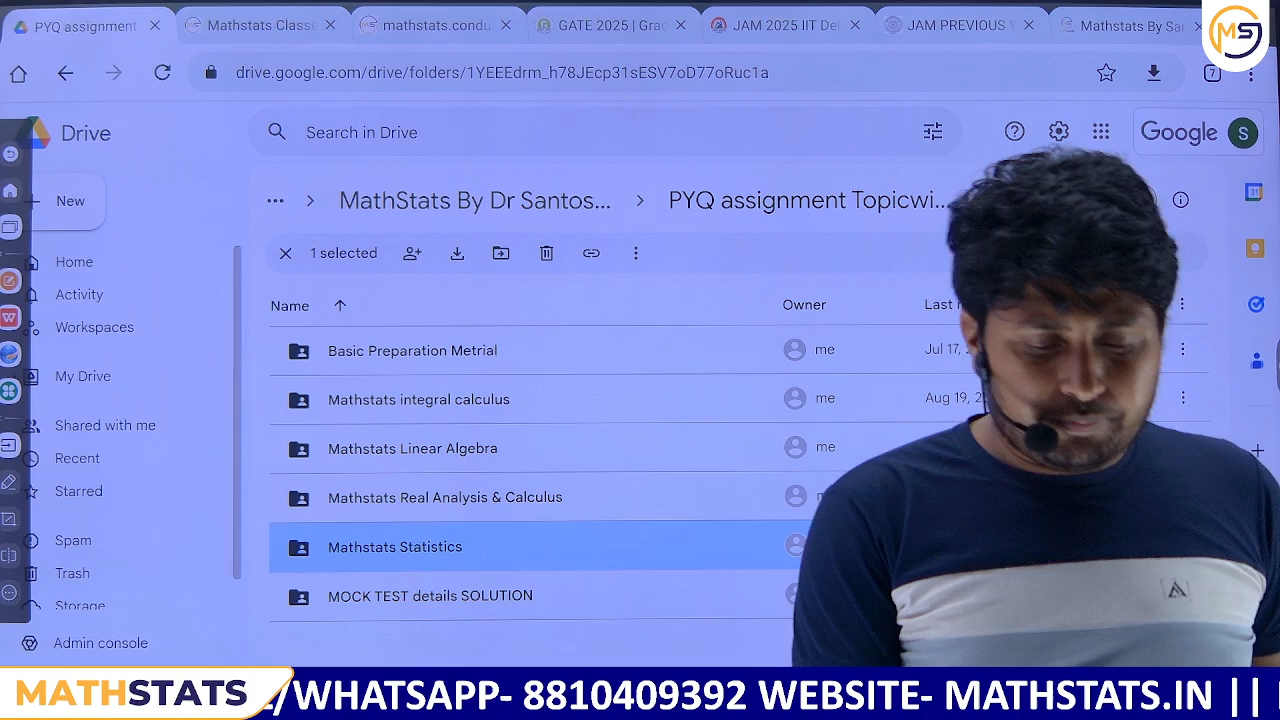 PYQ assignment
Mathstats Classe
mathstats.condu
GATE 2025 | Grad
JAM 2025 IIT Del
JAM PREVIOUS Y
Mathstats By Sa
MS
drive.google.com/drive/folders/1YEEEdrm_h78JEcp31sESV7oD77oRuc1a
7
Drive
Search in Drive
Google
S
New
... > MathStats By Dr Santos... > PYQ assignment Topicwi...
31
1 selected
Home
Activity
Workspaces
My Drive
Shared with me
Recent
Starred
Spam
Trash
Storage
Admin console
Name
Owner
Basic Preparation Metrial
me
Jul 17,
Mathstats integral calculus
me
Aug 19, 2
Mathstats Linear Algebra
me
Mathstats Real Analysis & Calculus
Mathstats Statistics
MOCK TEST details SOLUTION
MATHSTATS
/WHATSAPP- 8810409392 WEBSITE- MATHSTATS.IN ||